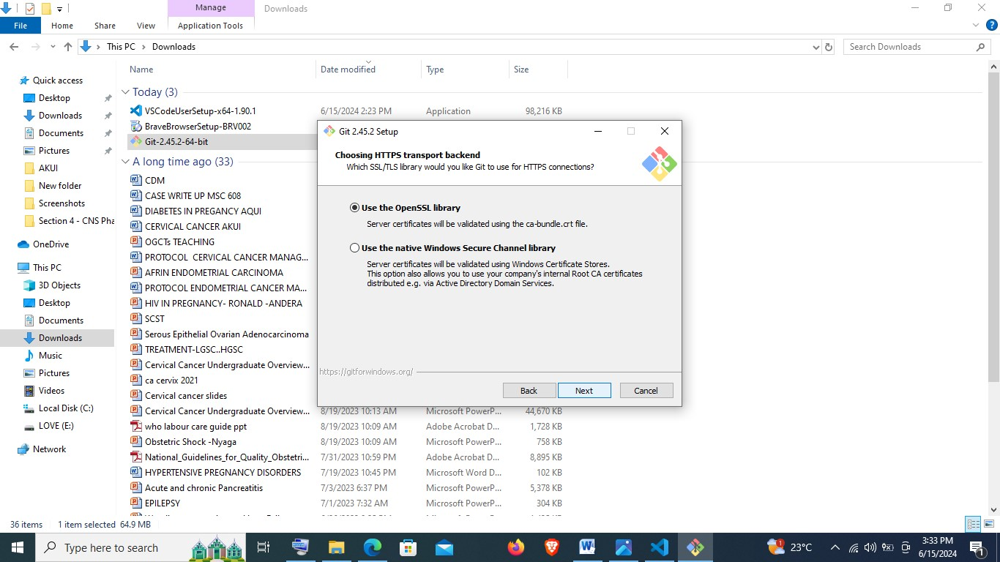 Manage
Downloads
File
Home
Share
View
Application Tools
This PC
Downloads
Search Downloads
Name
Date modified
Type
Size
Quick access
Desktop
Downloads
Documents
Pictures
AKUI
New folder
Screenshots
Section 4 - CNS Pha
OneDrive
This PC
3D Objects
Desktop
Documents
Downloads
Music
Pictures
Videos
Local Disk (C:)
LOVE (E:)
Network
Today (3)
VSCodeUserSetup-x64-1.90.1 6/15/2024 2:23 PM Application 98,216 KB
BraveBrowserSetup-BRV002
Git-2.45.2-64-bit
A long time ago (33)
CDM
CASE WRITE UP MSC 608
DIABETES IN PREGANCY AQUI
CERVICAL CANCER AKUI
OGCTs TEACHING
PROTOCOL CERVICAL CANCER MANAG...
AFRIN ENDOMETRIAL CARCINOMA
PROTOCOL ENDOMETRIAL CANCER MA...
HIV IN PREGNANCY- RONALD -ANDERA
SCST
Serous Epithelial Ovarian Adenocarcinoma
TREATMENT-LGSC..HGSC
Cervical Cancer Undergraduate Overview...
ca cervix 2021
Cervical cancer slides
Cervical Cancer Undergraduate Overview... 8/19/2023 10:13 AM Microsoft PowerP... 44,670 KB
who labour care guide ppt 8/19/2023 10:09 AM Adobe Acrobat D... 1,728 KB
Obstetric Shock -Nyaga 8/19/2023 10:09 AM Microsoft PowerP... 758 KB
National_Guidelines_for_Quality_Obstetri... 7/31/2023 10:59 PM Adobe Acrobat D... 8,895 KB
HYPERTENSIVE PREGNANCY DISORDERS 7/19/2023 10:45 PM Microsoft Word D... 102 KB
Acute and chronic Pancreatitis 7/3/2023 6:37 PM Microsoft PowerP... 5,378 KB
EPILEPSY 7/1/2023 7:32 AM Microsoft PowerP... 304 KB
Git 2.45.2 Setup
Choosing HTTPS transport backend
Which SSL/TLS library would you like Git to use for HTTPS connections?
Use the OpenSSL library
Server certificates will be validated using the ca-bundle.crt file.
Use the native Windows Secure Channel library
Server certificates will be validated using Windows Certificate Stores.
This option also allows you to use your company's internal Root CA certificates
distributed e.g. via Active Directory Domain Services.
https://gitforwindows.org/
Back
Next
Cancel
36 items
1 item selected 64.9 MB
Type here to search
1
23°C
3:33 PM
6/15/2024
1